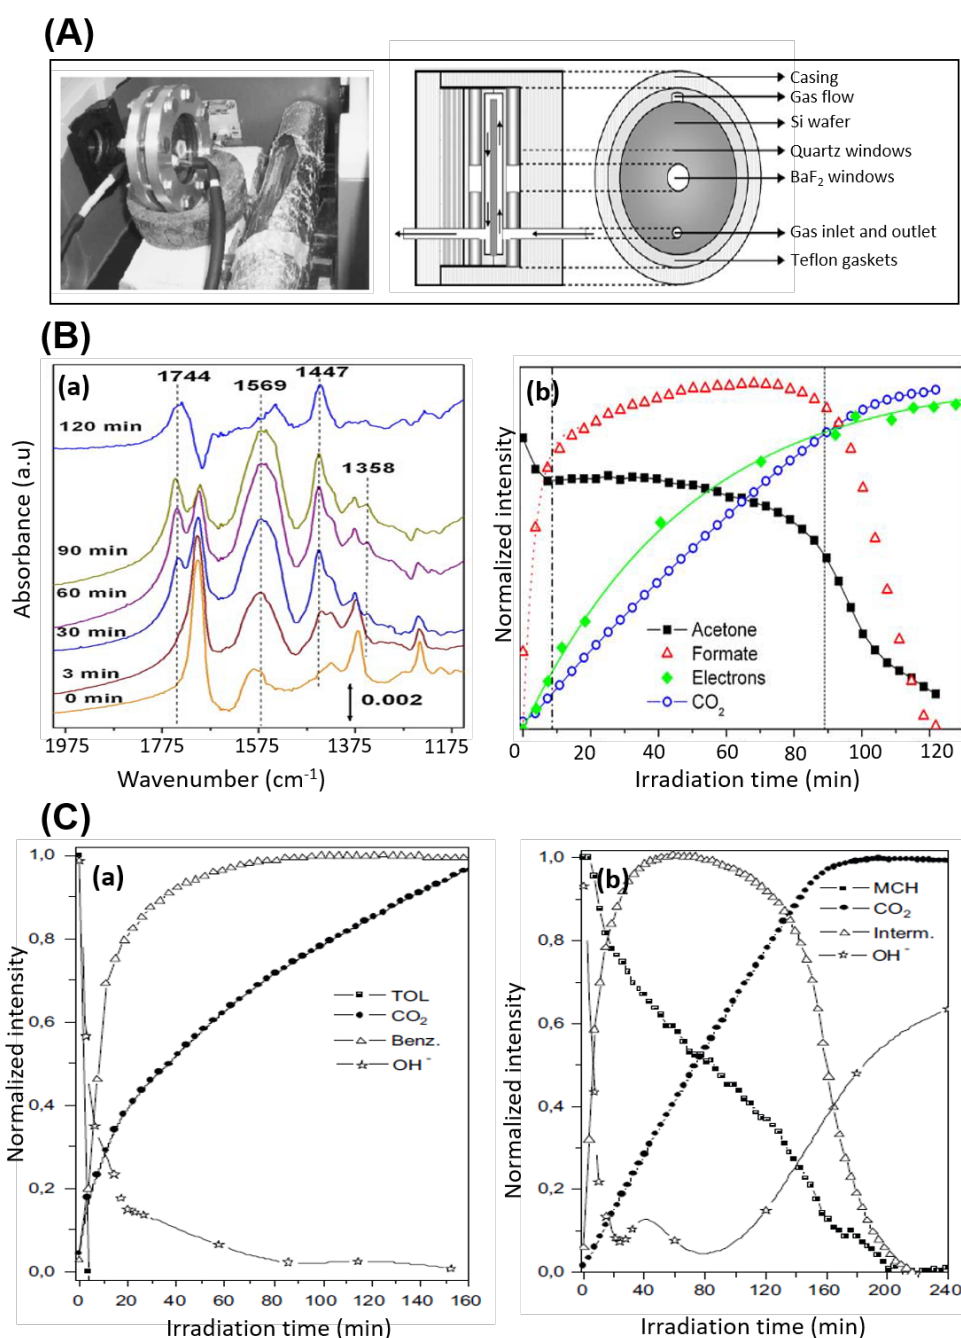 (A)
Casing
Gas flow
Si wafer
Quartz windows
BaF₂ windows
Gas inlet and outlet
Teflon gaskets
(B)
(a)
1744
1569
1447
1358
120 min
90 min
60 min
30 min
3 min
0 min
0.002
Absorbance (a.u)
1975 1775 1575 1375 1175
Wavenumber (cm⁻¹)
(b)
Normalized intensity
Acetone
Formate
Electrons
CO₂
0 20 40 60 80 100 120
Irradiation time (min)
(C)
(a)
1,0
0,8
0,6
0,4
0,2
0,0
Normalized intensity
TOL
CO₂
Benz.
OH⁻
0 20 40 60 80 100 120 140 160
Irradiation time (min)
(b)
1,0
0,8
0,6
0,4
0,2
0,0
Normalized intensity
MCH
CO₂
Interm.
OH⁻
0 40 80 120 160 200 240
Irradiation time (min)